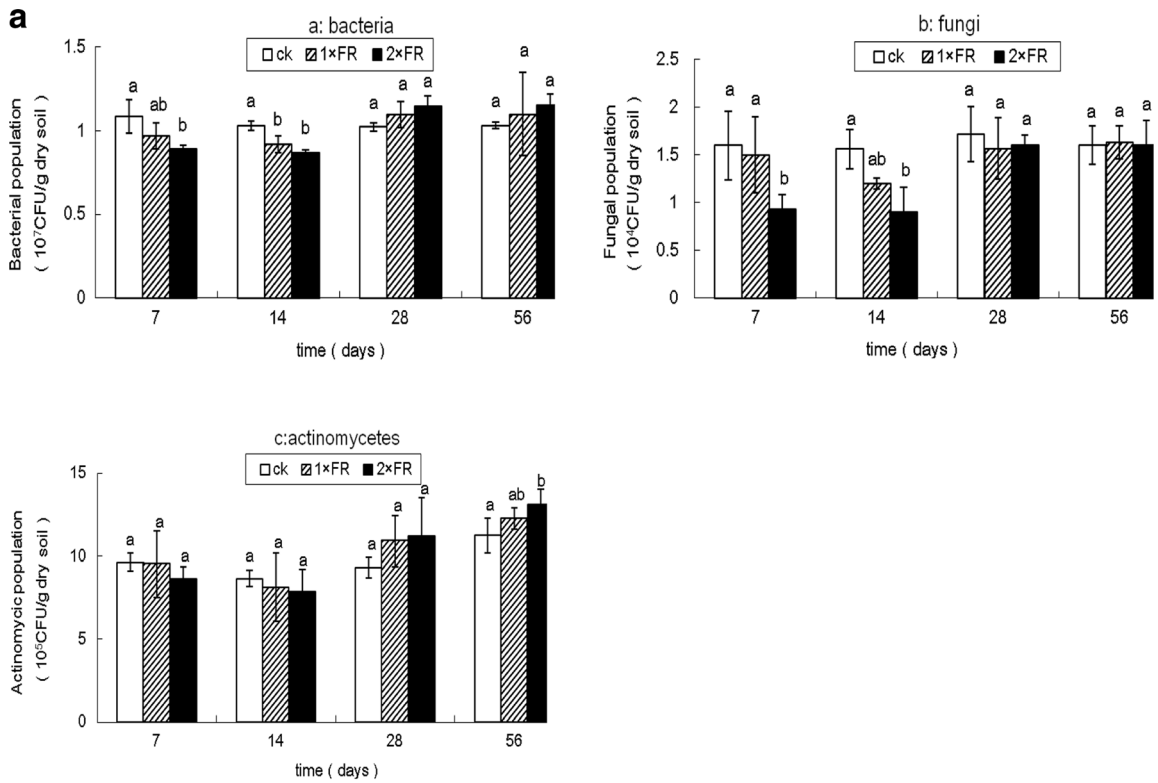 a
a: bacteria
ck 1×FR 2×FR
Bacterial population
( 10⁷CFU/g dry soil )
1.5
1
0.5
0
a ab b
a b b
a a a
a a a
7 14 28 56
time ( days )
b: fungi
ck 1×FR 2×FR
Fungal population
( 10⁴CFU/g dry soil )
2.5
2
1.5
1
0.5
0
a a b
a ab b
a a a
a a a
7 14 28 56
time ( days )
c:actinomycetes
ck 1×FR 2×FR
Actinomycic population
( 10⁵CFU/g dry soil )
15
10
5
0
a a a
a a a
a a a
a ab b
7 14 28 56
time ( days )